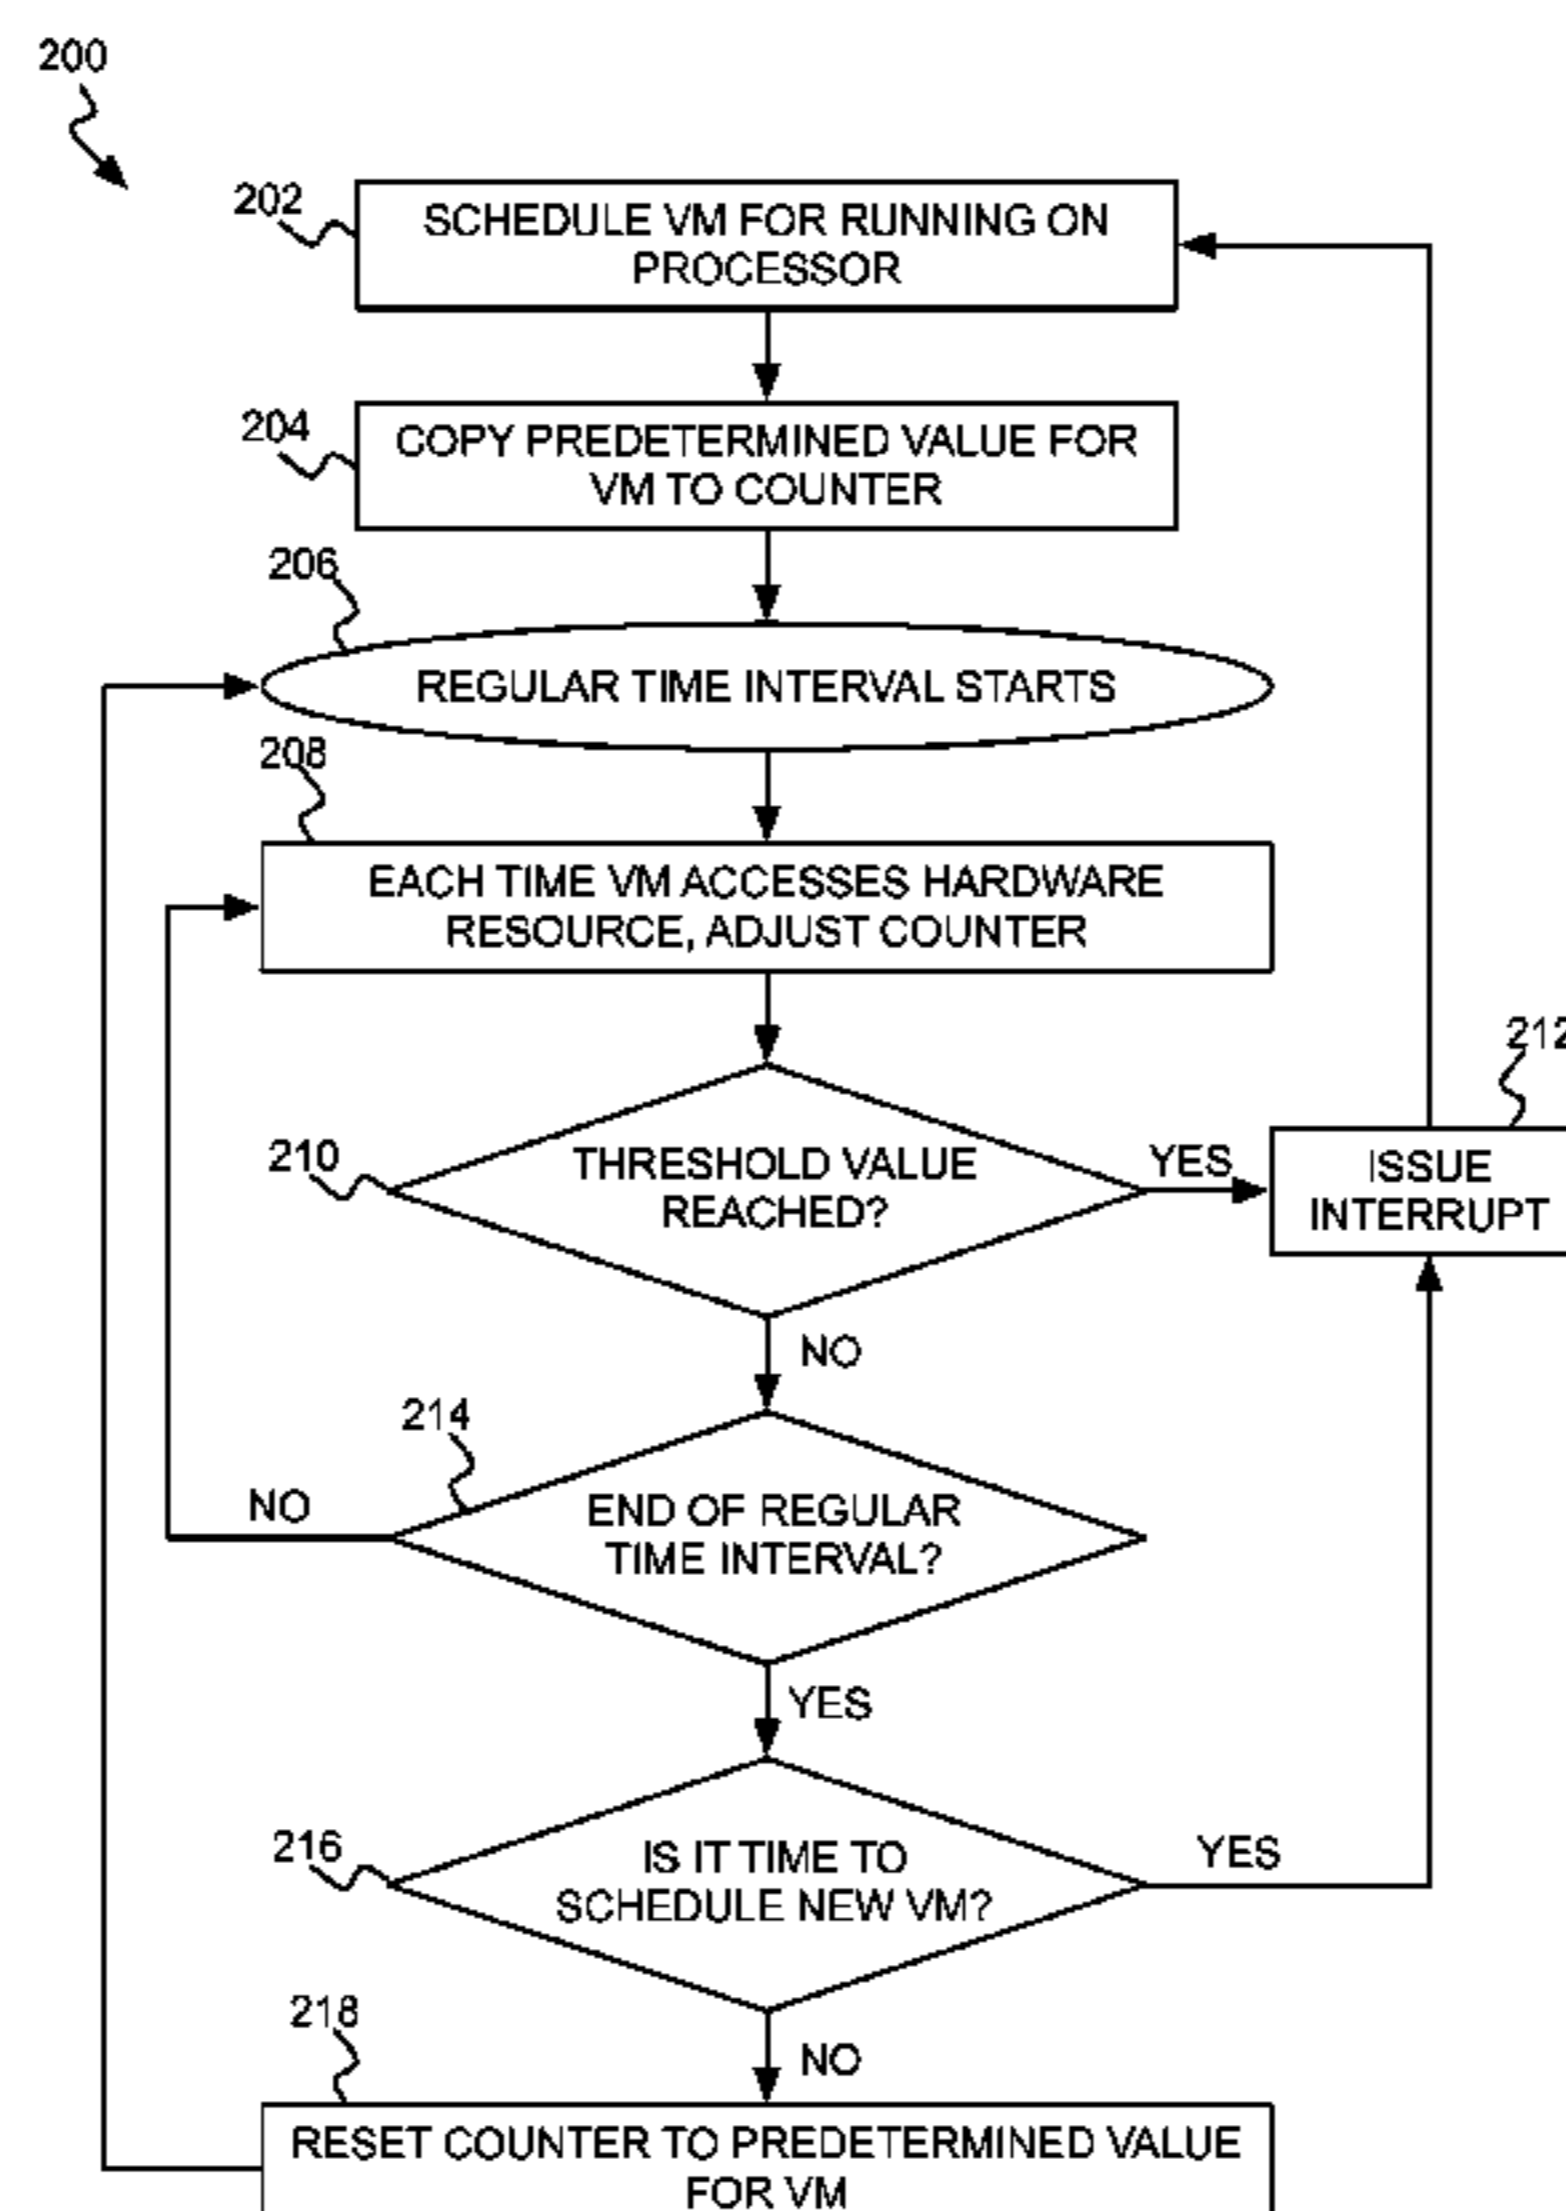 200
202
SCHEDULE VM FOR RUNNING ON
PROCESSOR
204
COPY PREDETERMINED VALUE FOR
VM TO COUNTER
206
REGULAR TIME INTERVAL STARTS
208
EACH TIME VM ACCESSES HARDWARE
RESOURCE, ADJUST COUNTER
212
210
THRESHOLD VALUE
REACHED?
YES
ISSUE
INTERRUPT
NO
214
NO
END OF REGULAR
TIME INTERVAL?
YES
216
IS IT TIME TO
SCHEDULE NEW VM?
YES
218
NO
RESET COUNTER TO PREDETERMINED VALUE
FOR VM